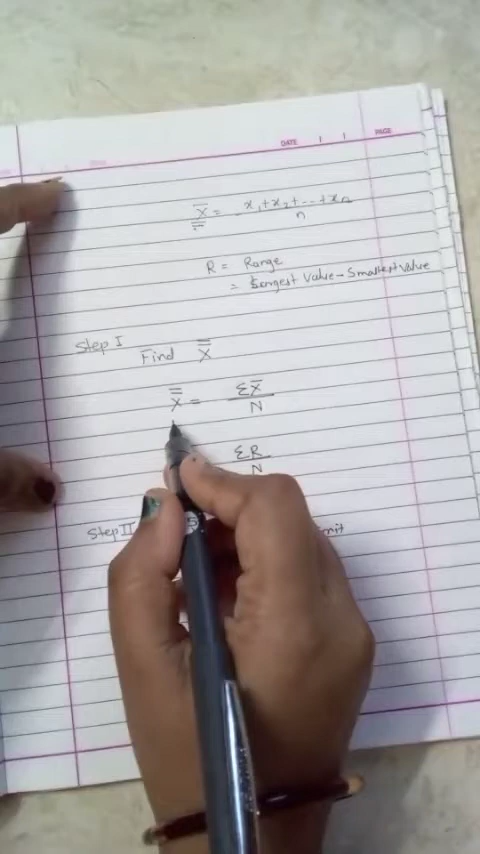 DATE PAGE
X̄ = x₁+x₂+...+xₙ / n
R = Range
= Largest Value - Smallest Value
Step I
Find X̿
X̿ = ΣX̄ / N
ΣR / N
Step II